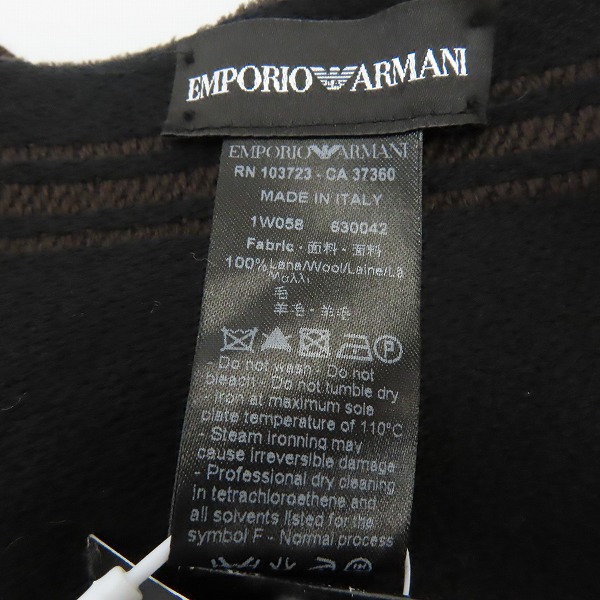 EMPORIO ARMANI
EMPORIO ARMANI
RN 103723 - CA 37360
MADE IN ITALY
1W058 630042
Fabric - 面料 - 面料
100% Lana/Wool/Laine/Lã
Μαλλί
毛
羊毛 - 羊毛
P
- Do not wash - Do not
bleach - Do not tumble dry
- Iron at maximum sole
plate temperature of 110°C
- Steam ironning may
cause irreversible damage
- Professional dry cleaning
in tetrachloroethene and
all solvents listed for the
symbol F - Normal process